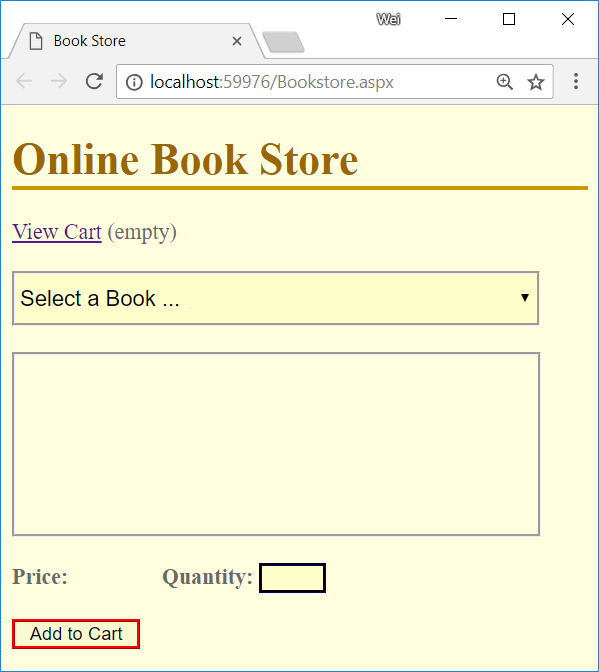 Wei
Book Store
localhost:59976/Bookstore.aspx
Online Book Store
View Cart (empty)
Select a Book ...
Price: Quantity:
Add to Cart